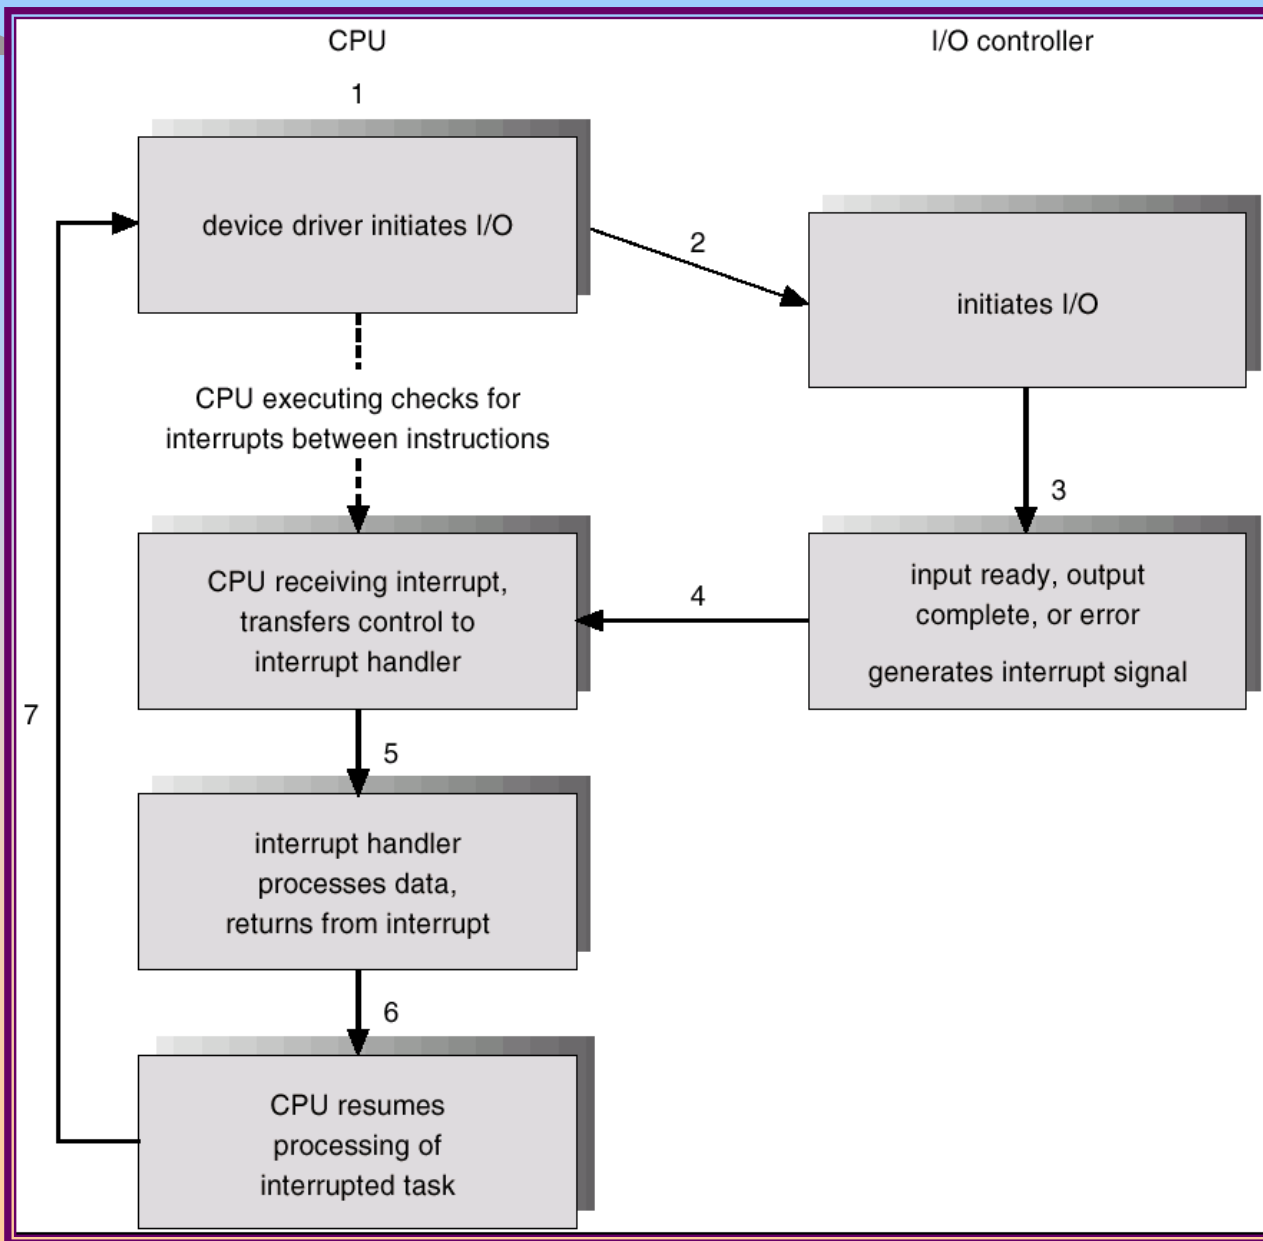 CPU
I/O controller
1
device driver initiates I/O
2
initiates I/O
CPU executing checks for
interrupts between instructions
3
CPU receiving interrupt,
transfers control to
interrupt handler
4
input ready, output
complete, or error
generates interrupt signal
7
5
interrupt handler
processes data,
returns from interrupt
6
CPU resumes
processing of
interrupted task